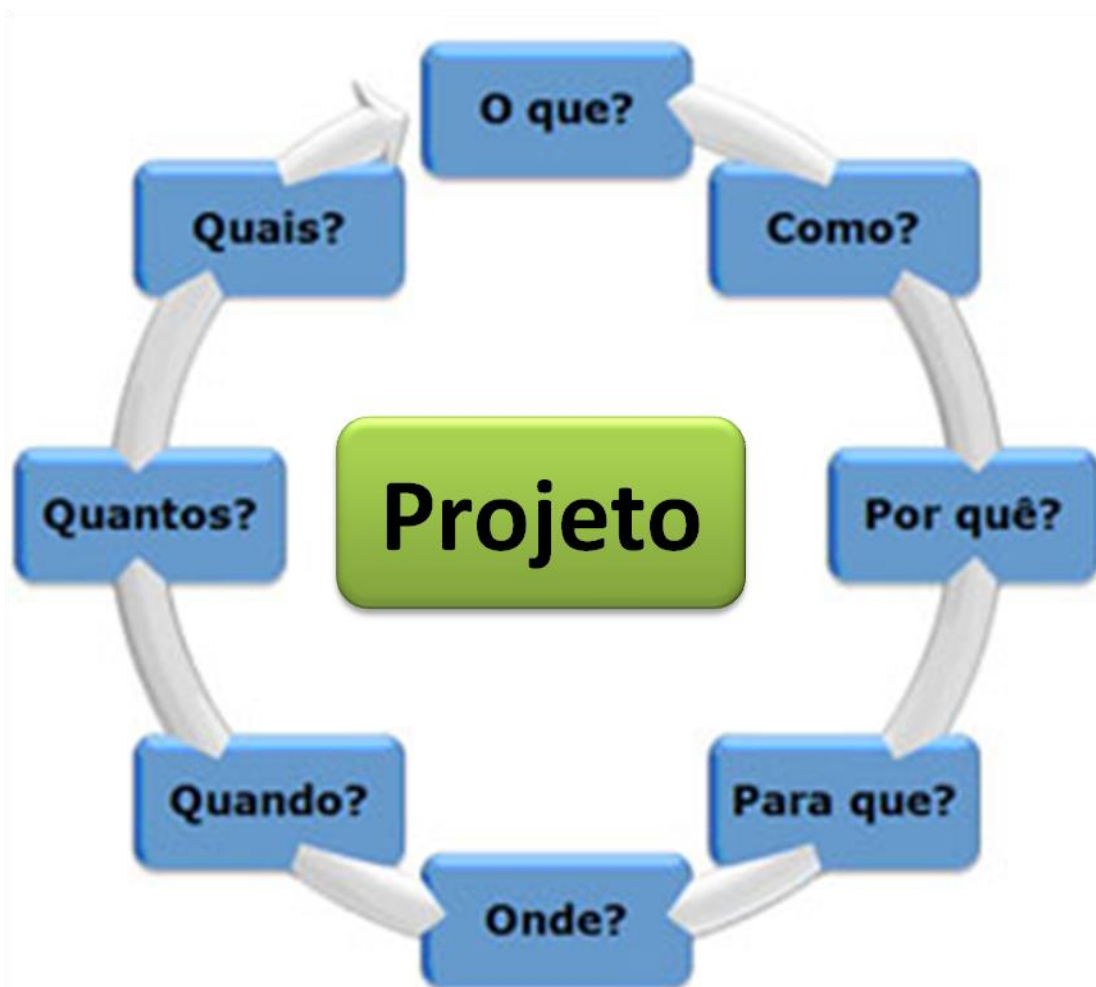 O que?
Como?
Por quê?
Para que?
Onde?
Quando?
Quantos?
Quais?
Projeto